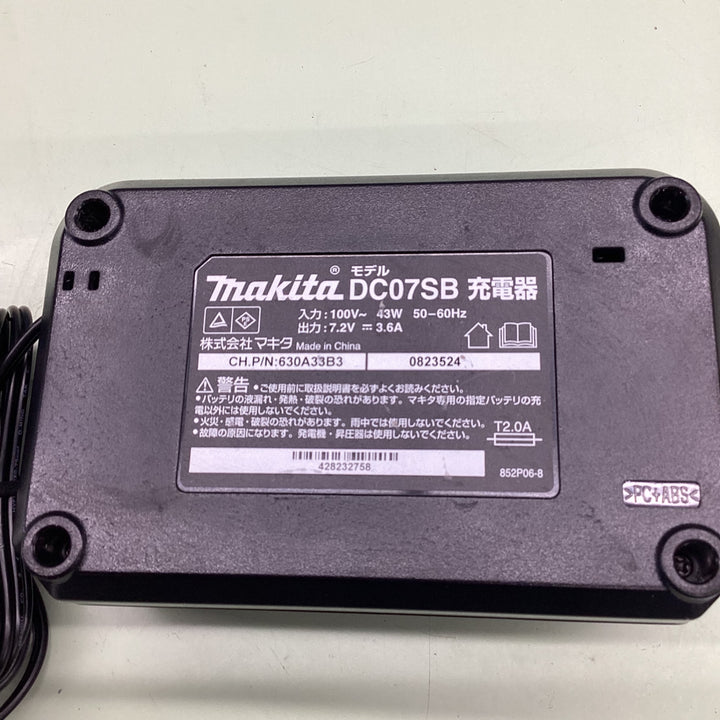 makita® モデル DC07SB 充電器
入力:100V~ 43W 50-60Hz
出力:7.2V ⎓ 3.6A
PS
株式会社マキタ Made in China
CH.P/N:630A33B3 0823524
警告 ・ご使用前に取扱説明書を必ずよくお読みください。
・バッテリの液漏れ・発熱・破裂の恐れがあります。マキタ専用の指定バッテリの充
電以外には使用しないでください。
・火災・感電・破裂の恐れがあります。雨中では使用しないでください。
・故障の原因になります。発電機・昇圧器は使用しないでください。
T2.0A
428232758
852P06-8
>PC+ABS<